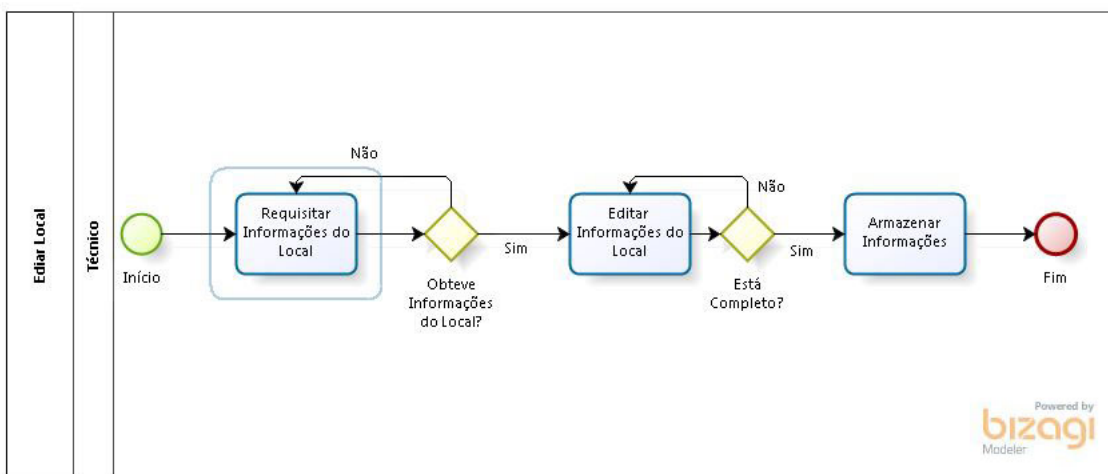 Ediar Local
Técnico
Início
Requisitar
Informações do
Local
Não
Obteve
Informações
do Local?
Sim
Editar
Informações do
Local
Não
Está
Completo?
Sim
Armazenar
Informações
Fim
Powered by
bizagi
Modeler